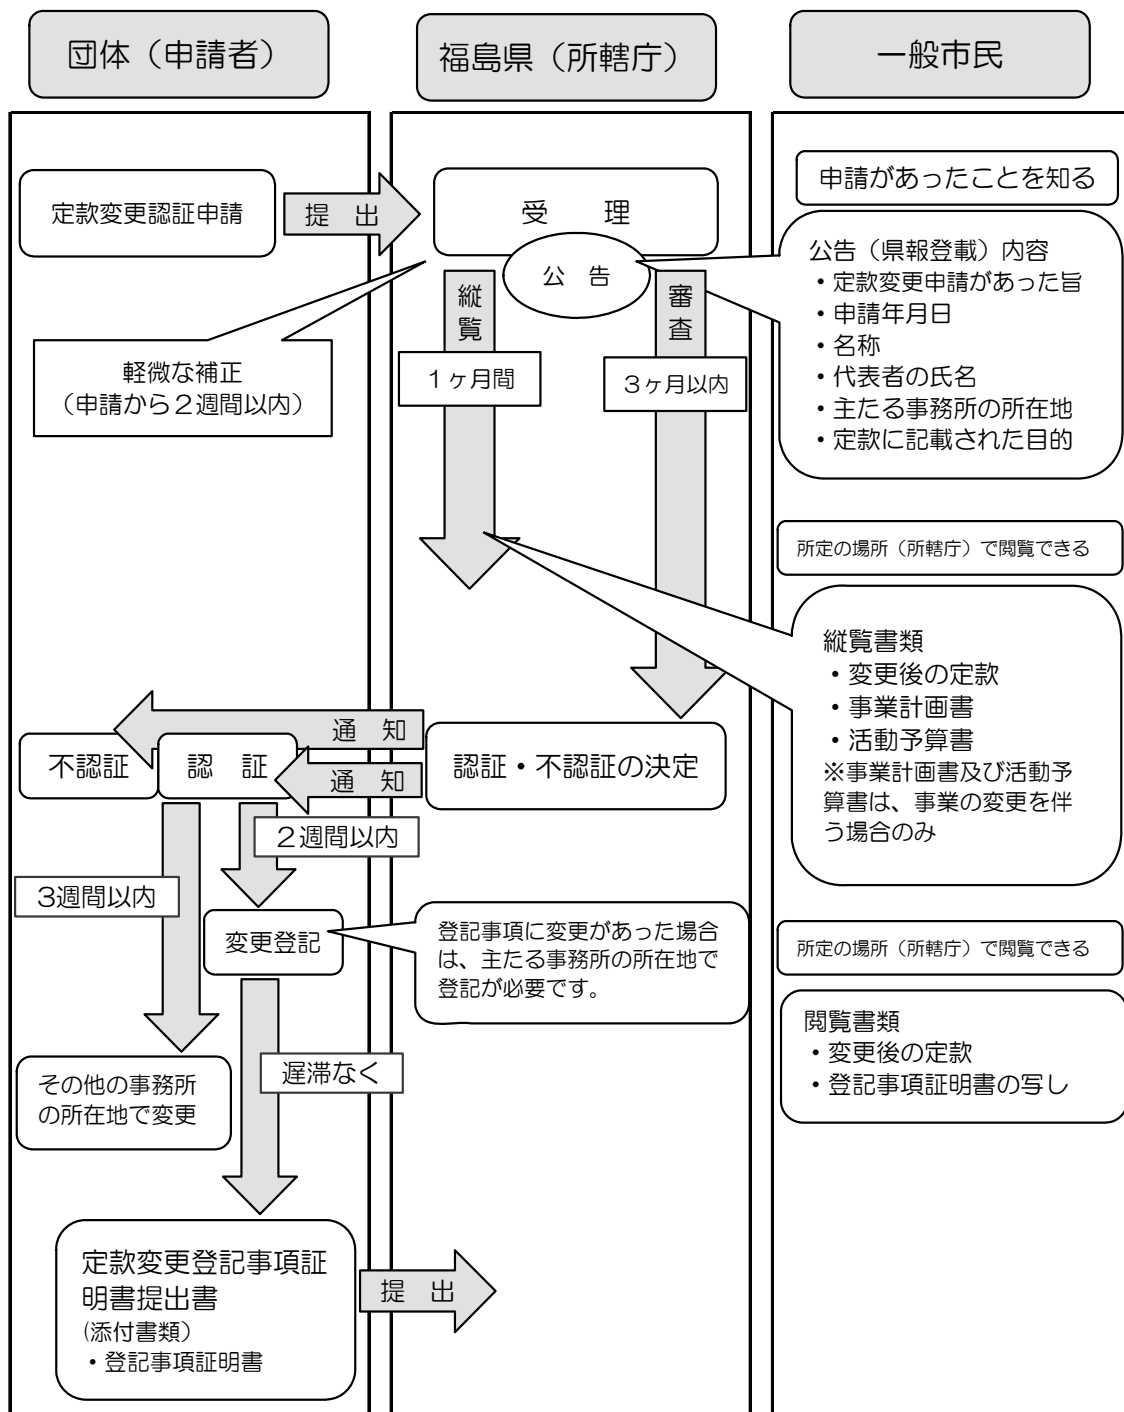 団体（申請者）
福島県（所轄庁）
一般市民
定款変更認証申請
提　出
受　　理
公　告
縦覧
１ヶ月間
審査
３ヶ月以内
軽微な補正
（申請から２週間以内）
申請があったことを知る
公告（県報登載）内容
・定款変更申請があった旨
・申請年月日
・名称
・代表者の氏名
・主たる事務所の所在地
・定款に記載された目的
所定の場所（所轄庁）で閲覧できる
縦覧書類
・変更後の定款
・事業計画書
・活動予算書
※事業計画書及び活動予
算書は、事業の変更を伴
う場合のみ
通　知
不認証
認　証
通　知
認証・不認証の決定
２週間以内
３週間以内
変更登記
登記事項に変更があった場合
は、主たる事務所の所在地で
登記が必要です。
所定の場所（所轄庁）で閲覧できる
閲覧書類
・変更後の定款
・登記事項証明書の写し
遅滞なく
その他の事務所
の所在地で変更
定款変更登記事項証
明書提出書
(添付書類）
・登記事項証明書
提　出